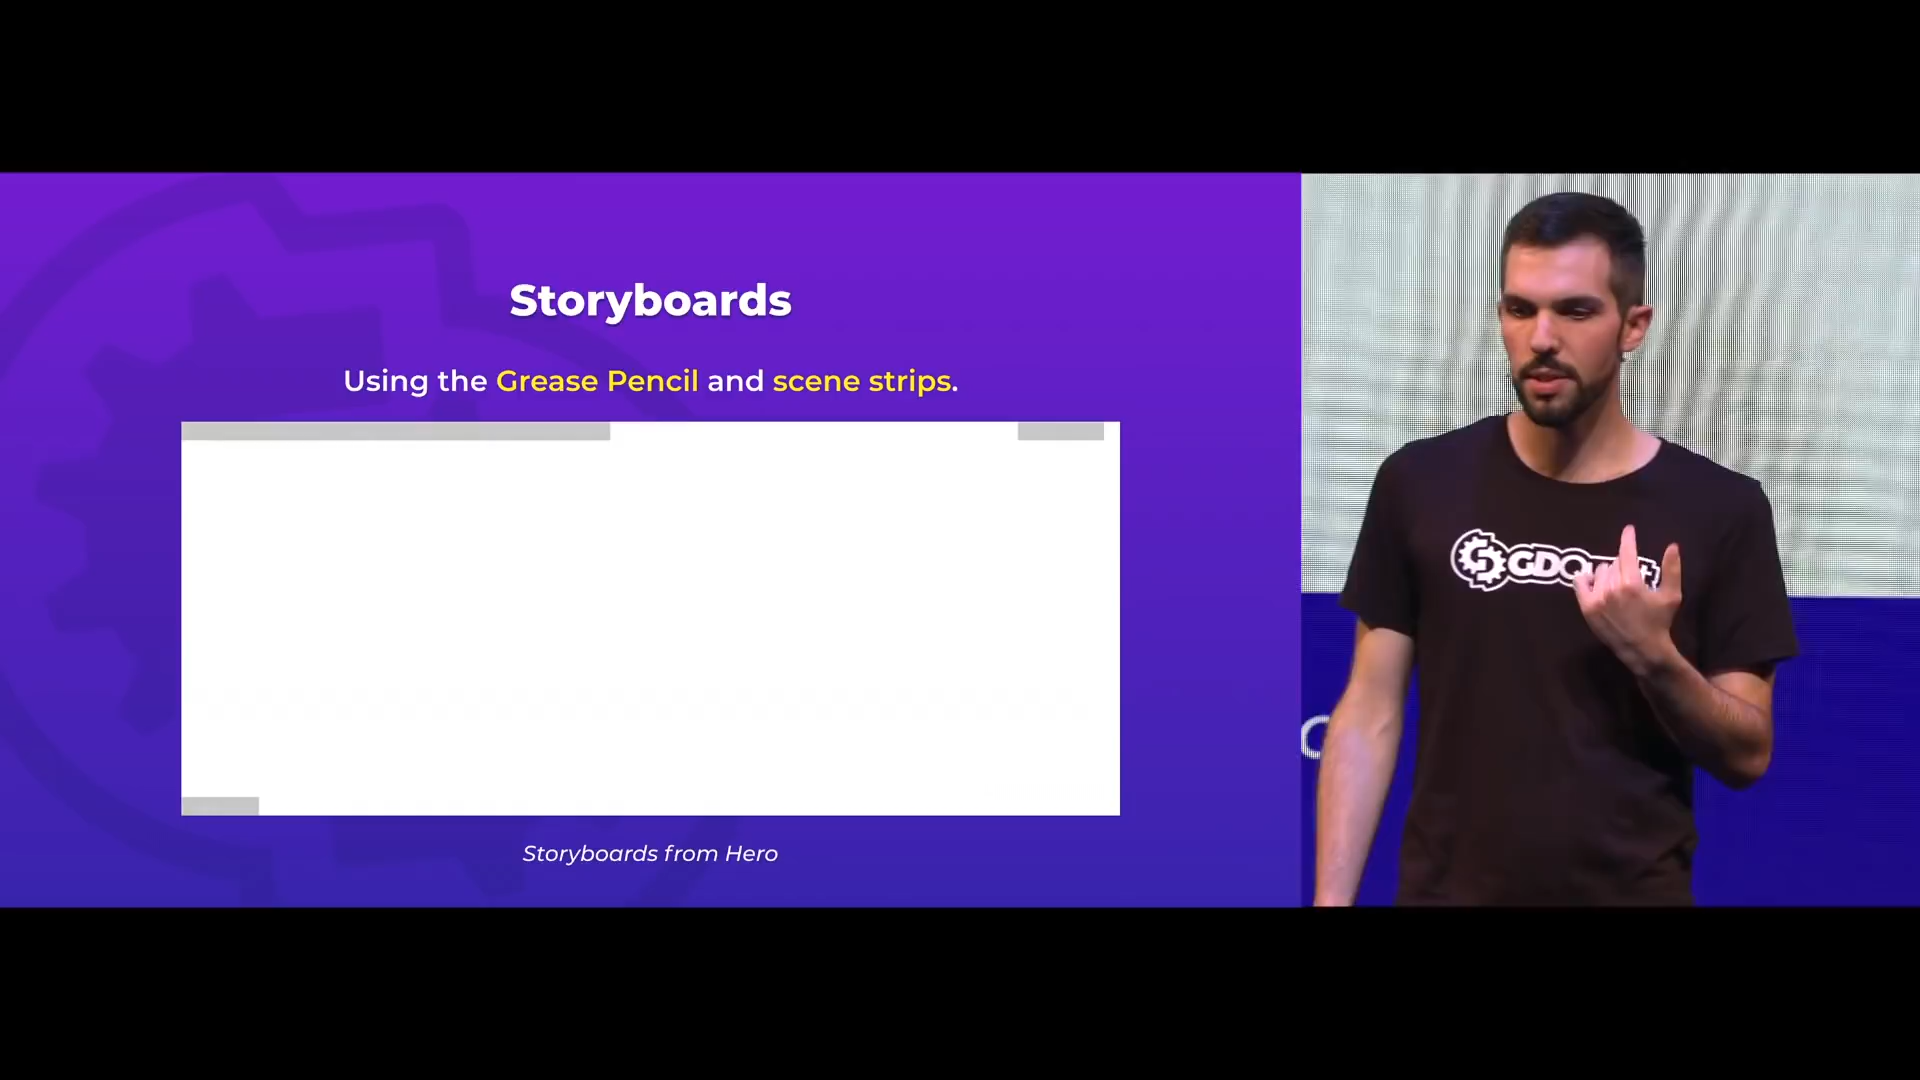 Storyboards
Using the Grease Pencil and scene strips.
Storyboards from Hero